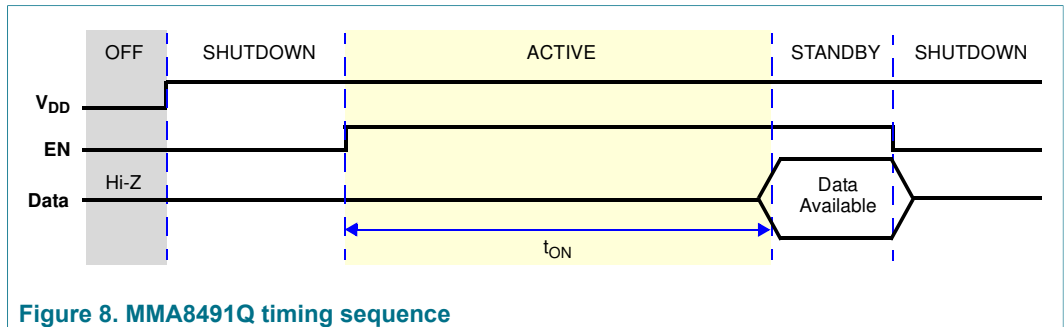 OFF SHUTDOWN ACTIVE STANDBY SHUTDOWN
VDD
EN
Hi-Z
Data
Data
Available
tON
Figure 8. MMA8491Q timing sequence